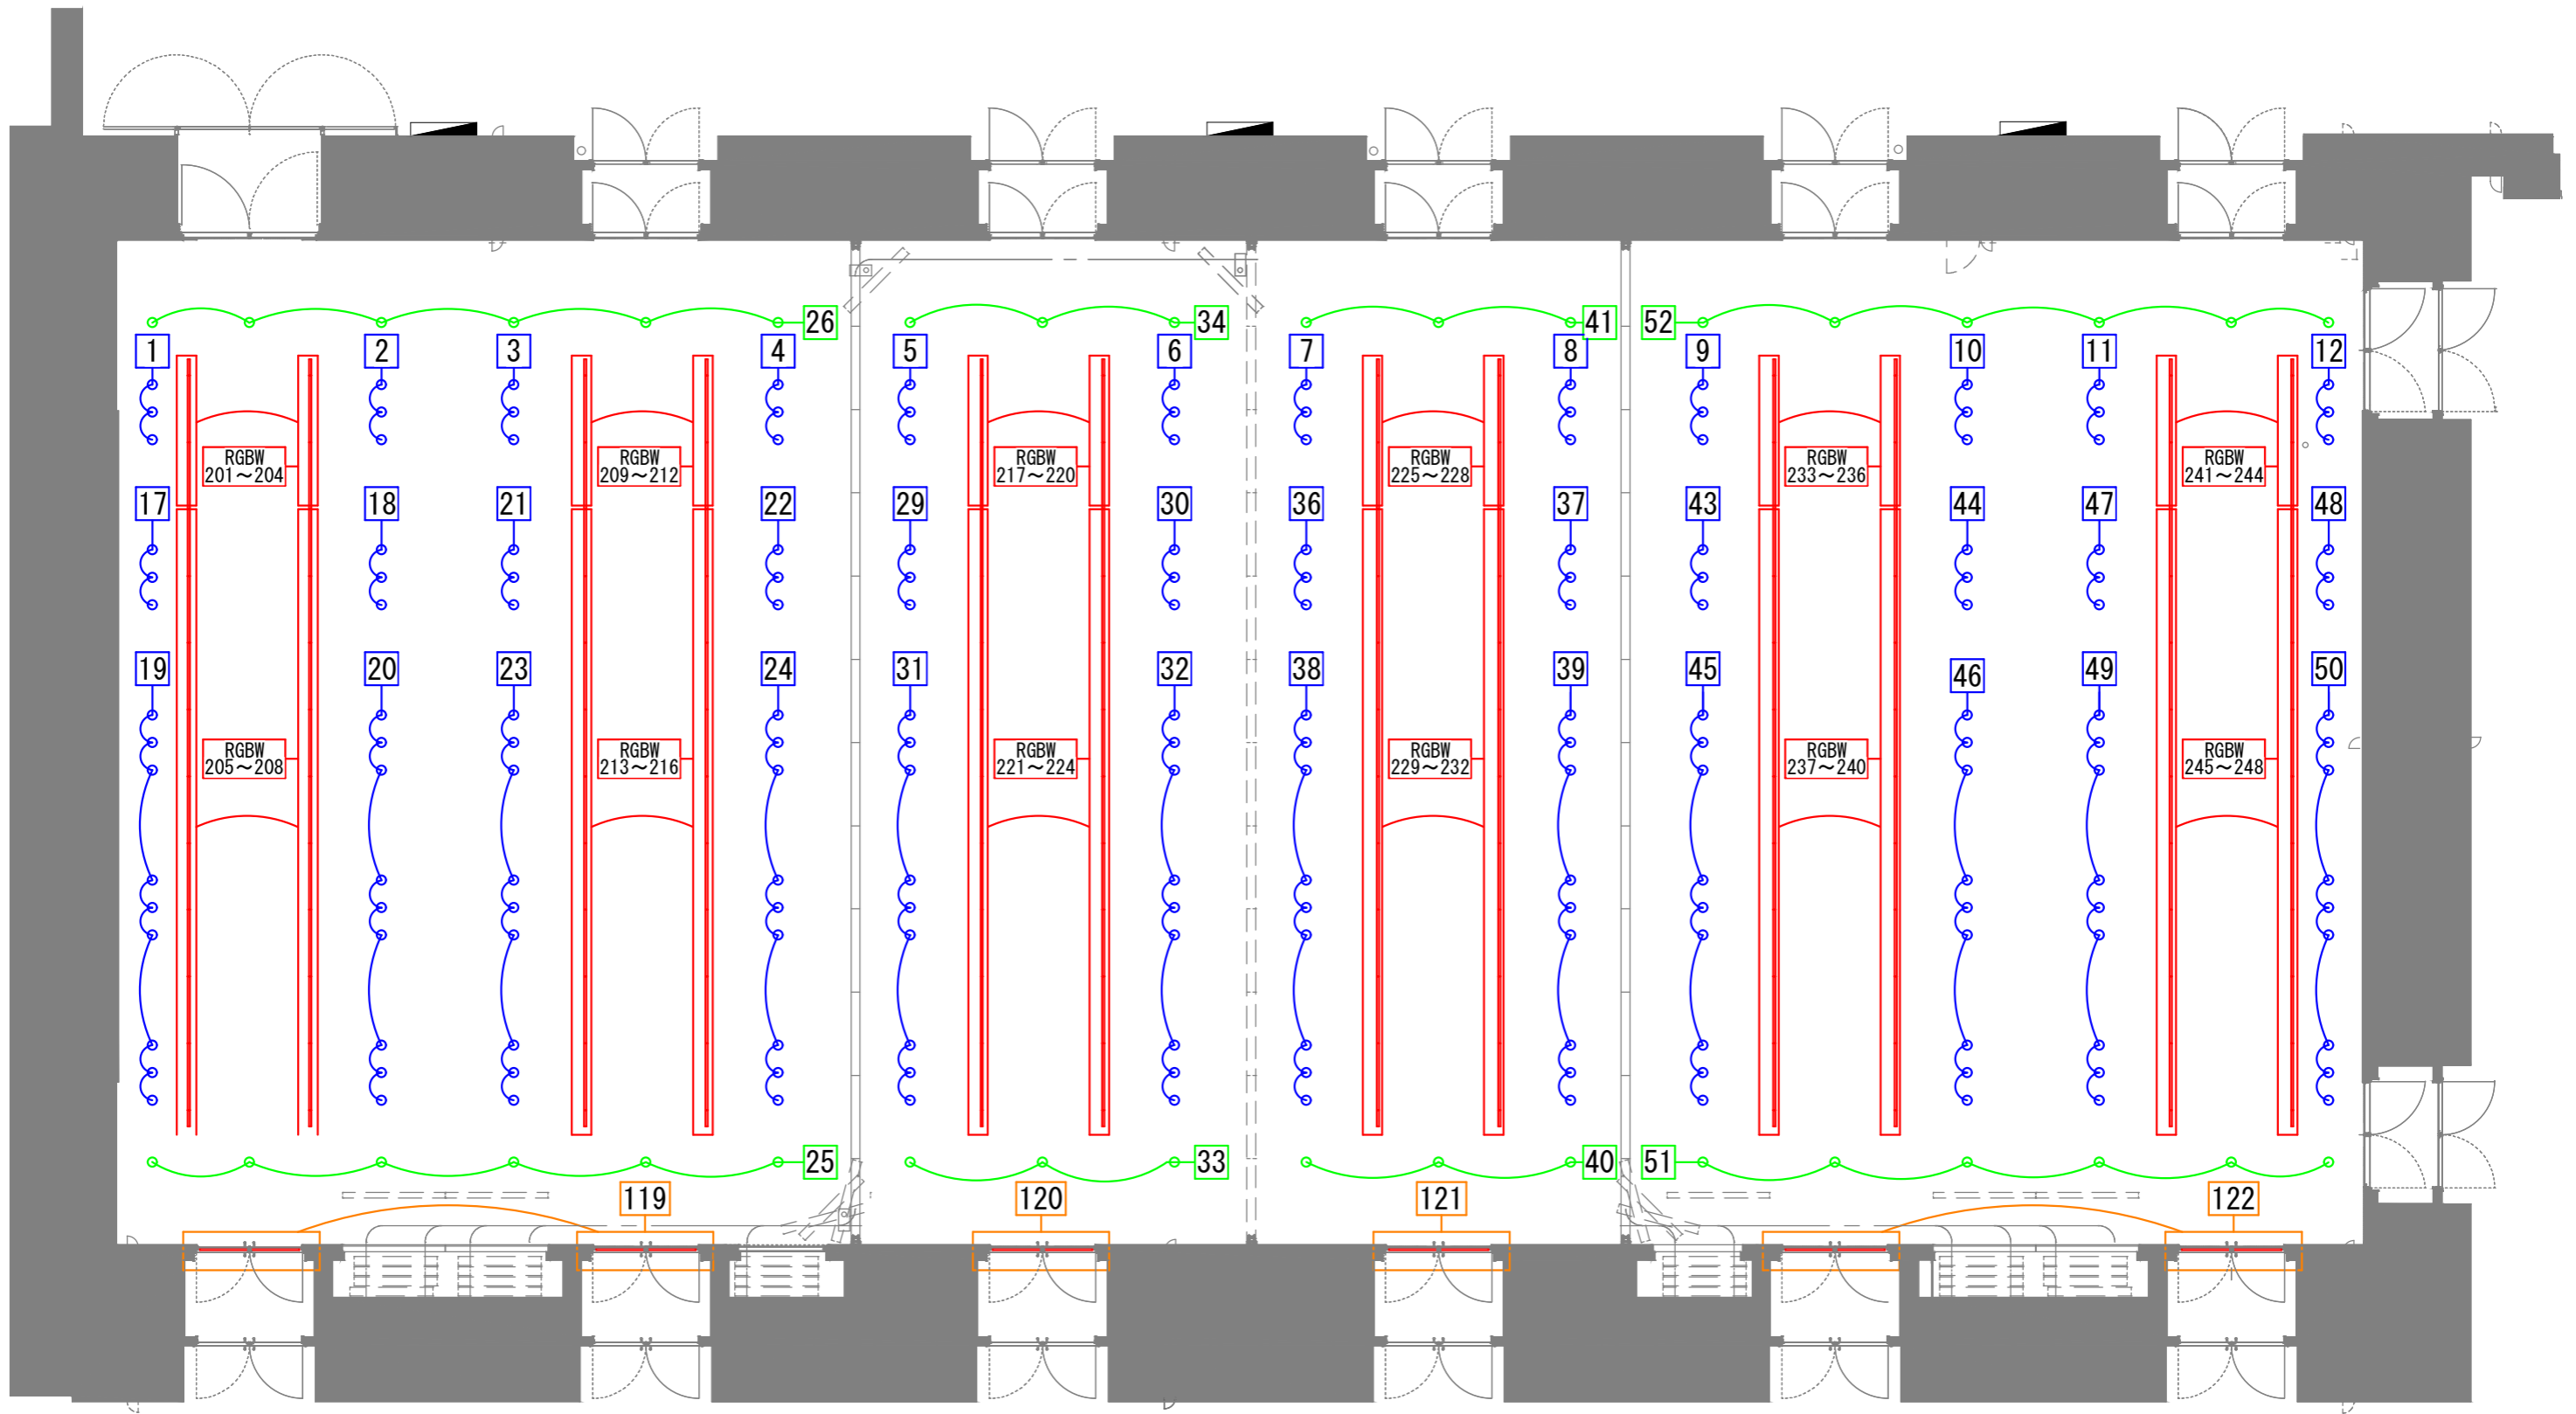 26 34 41 52
1 2 3 4 5 6 7 8 9 10 11 12
RGBW RGBW RGBW RGBW RGBW RGBW
201～204 209～212 217～220 225～228 233～236 241～244
17 18 21 22 29 30 36 37 43 44 47 48
19 20 23 24 31 32 38 39 45 46 49 50
RGBW RGBW RGBW RGBW RGBW RGBW
205～208 213～216 221～224 229～232 237～240 245～248
25 33 40 51
119 120 121 122